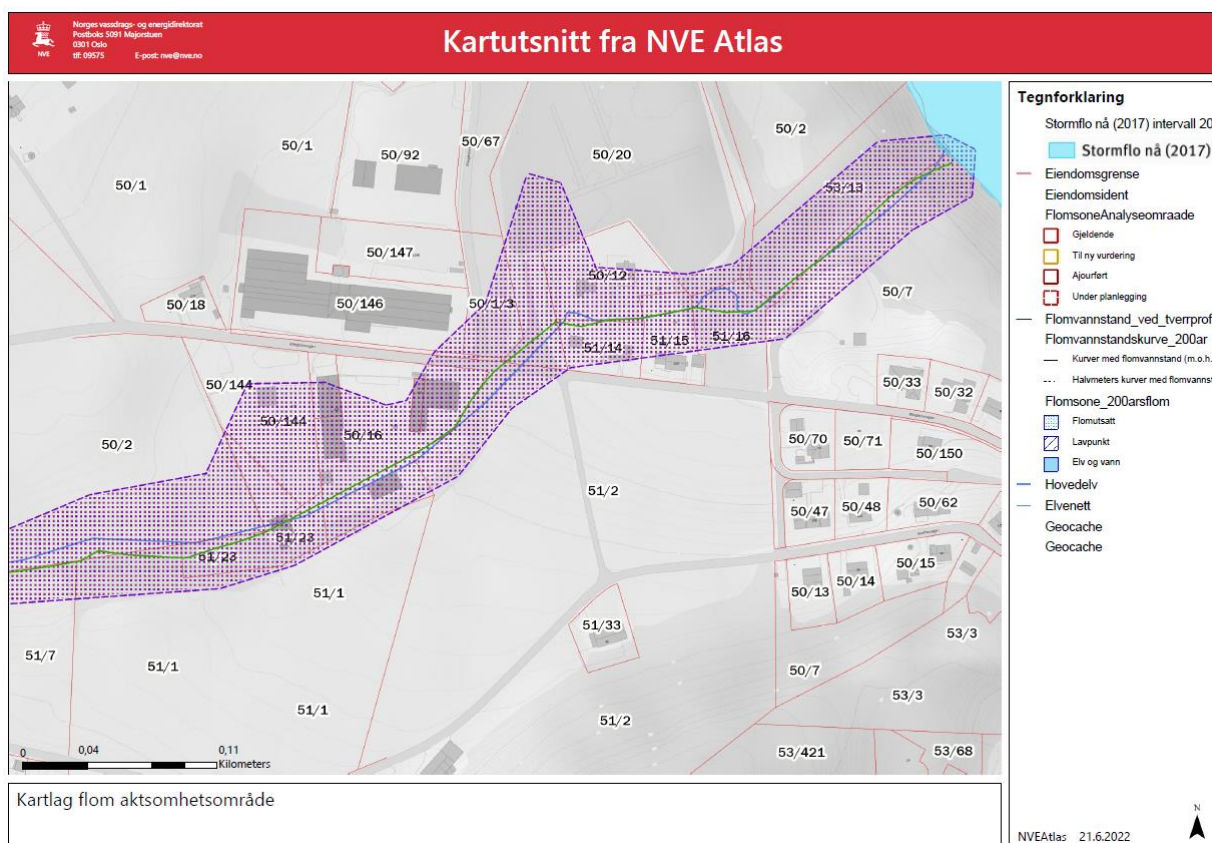 Norges vassdrags- og energidirektorat
Postboks 5091 Majorstuen
0301 Oslo
tlf: 09575 E-post: nve@nve.no
NVE
Kartutsnitt fra NVE Atlas
50/1
50/92
50/67
50/20
50/2
50/1
53/13
50/147
50/12
50/7
50/18
50/146
50/1/3
51/14
51/15
51/16
50/144
50/33
50/32
50/144
50/16
50/2
50/70
50/71
50/150
51/2
50/47
50/48
50/62
51/23
51/23
50/15
50/14
50/13
51/1
51/33
53/3
51/7
51/1
50/7
53/3
51/1
51/2
53/421
53/68
0 0,04 0,11
Kilometers
Tegnforklaring
Stormflo nå (2017) intervall 20
Stormflo nå (2017)
Eiendomsgrense
Eiendomsident
FlomsoneAnalyseomraade
Gjeldende
Til ny vurdering
Ajourført
Under planlegging
Flomvannstand_ved_tverrprof
Flomvannstandskurve_200ar
Kurver med flomvannstand (m.o.h.
Halvmeters kurver med flomvannst
Flomsone_200arsflom
Flomutsatt
Lavpunkt
Elv og vann
Hovedelv
Elvenett
Geocache
Geocache
N
NVEAtlas 21.6.2022
Kartlag flom aktsomhetsområde